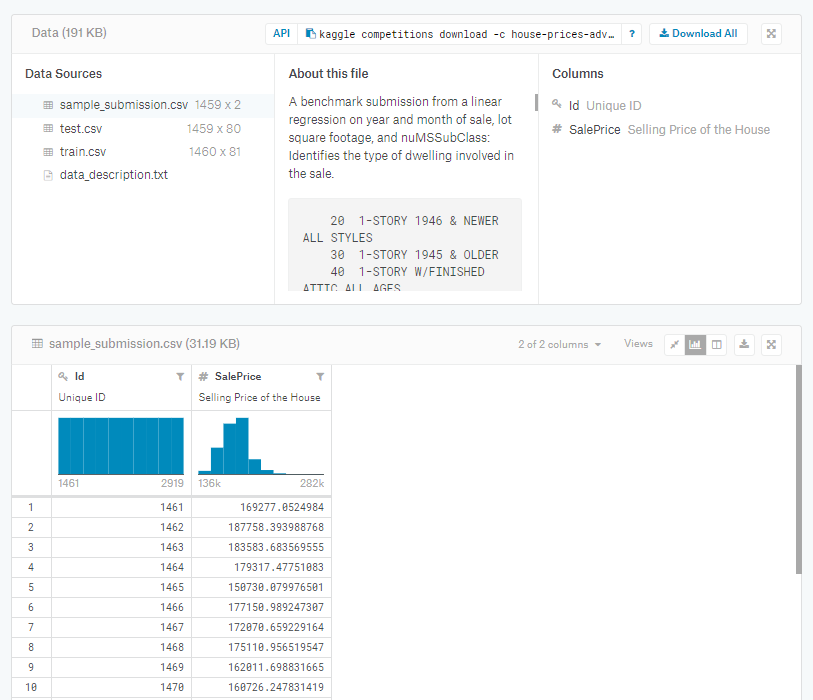 Data (191 KB)
API kaggle competitions download -c house-prices-adv… ? Download All
Data Sources
sample_submission.csv 1459 x 2
test.csv 1459 x 80
train.csv 1460 x 81
data_description.txt
About this file
A benchmark submission from a linear
regression on year and month of sale, lot
square footage, and nuMSSubClass:
Identifies the type of dwelling involved in
the sale.
20 1-STORY 1946 & NEWER
ALL STYLES
30 1-STORY 1945 & OLDER
40 1-STORY W/FINISHED
ATTIC ALL AGES
Columns
Id Unique ID
# SalePrice Selling Price of the House
sample_submission.csv (31.19 KB)
2 of 2 columns Views
Id # SalePrice
Unique ID Selling Price of the House
1461 2919 136k 282k
1 1461 169277.0524984
2 1462 187758.393988768
3 1463 183583.683569555
4 1464 179317.47751083
5 1465 150730.079976501
6 1466 177150.989247307
7 1467 172070.659229164
8 1468 175110.956519547
9 1469 162011.698831665
10 1470 160726.247831419